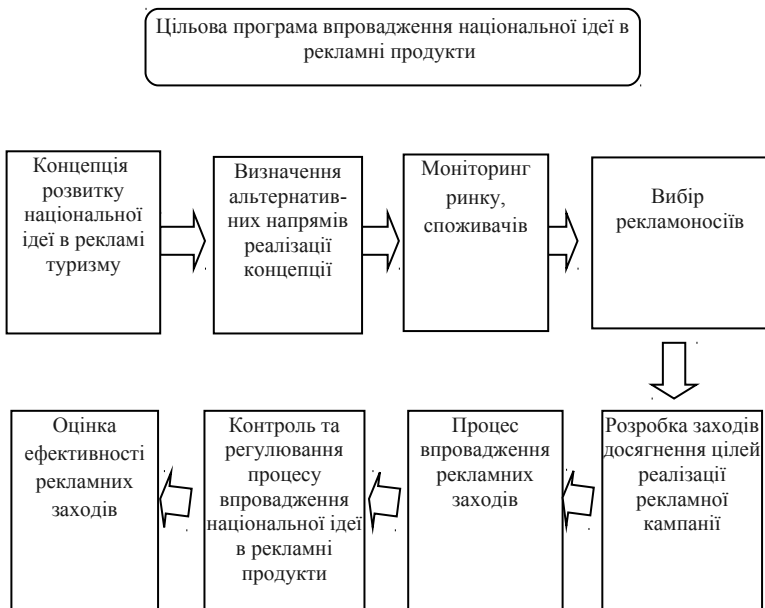 Цільова програма впровадження національної ідеї в
рекламні продукти
Концепція
розвитку
національної
ідеї в рекламі
туризму
Визначення
альтернатив-
них напрямів
реалізації
концепції
Моніторинг
ринку,
споживачів
Вибір
рекламоносіїв
Оцінка
ефективності
рекламних
заходів
Контроль та
регулювання
процесу
впровадження
національної ідеї
в рекламні
продукти
Процес
впровадження
рекламних
заходів
Розробка заходів
досягнення цілей
реалізації
рекламної
кампанії